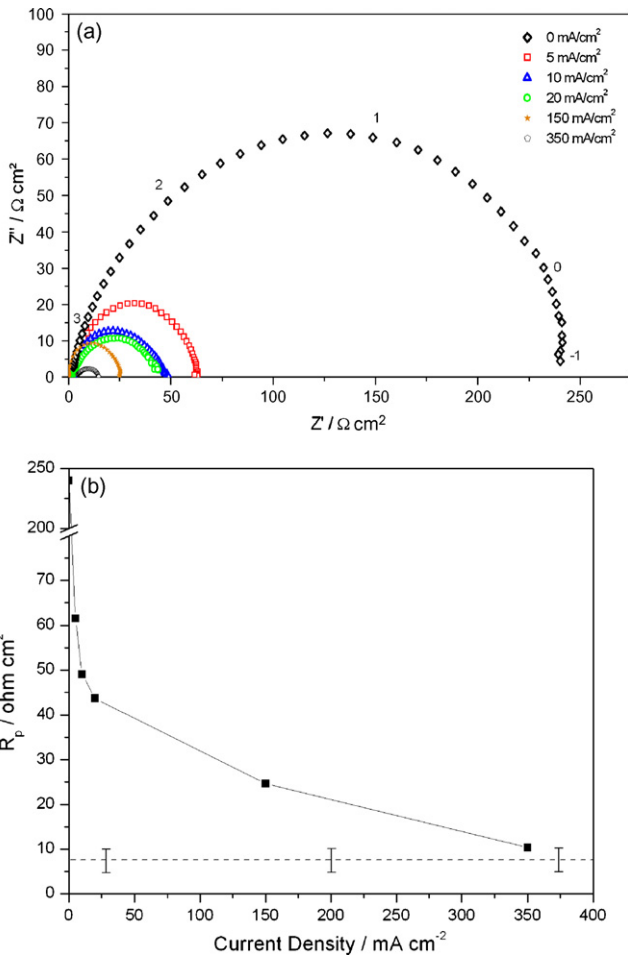 (a)
100
90
80
70
60
50
40
30
20
10
0
Z'' / Ω cm²
0 mA/cm²
5 mA/cm²
10 mA/cm²
20 mA/cm²
150 mA/cm²
350 mA/cm²
1
2
3
0
-1
0 50 100 150 200 250
Z' / Ω cm²
(b)
250
200
70
60
50
40
30
20
10
0
R_p / ohm cm²
0 50 100 150 200 250 300 350 400
Current Density / mA cm⁻²